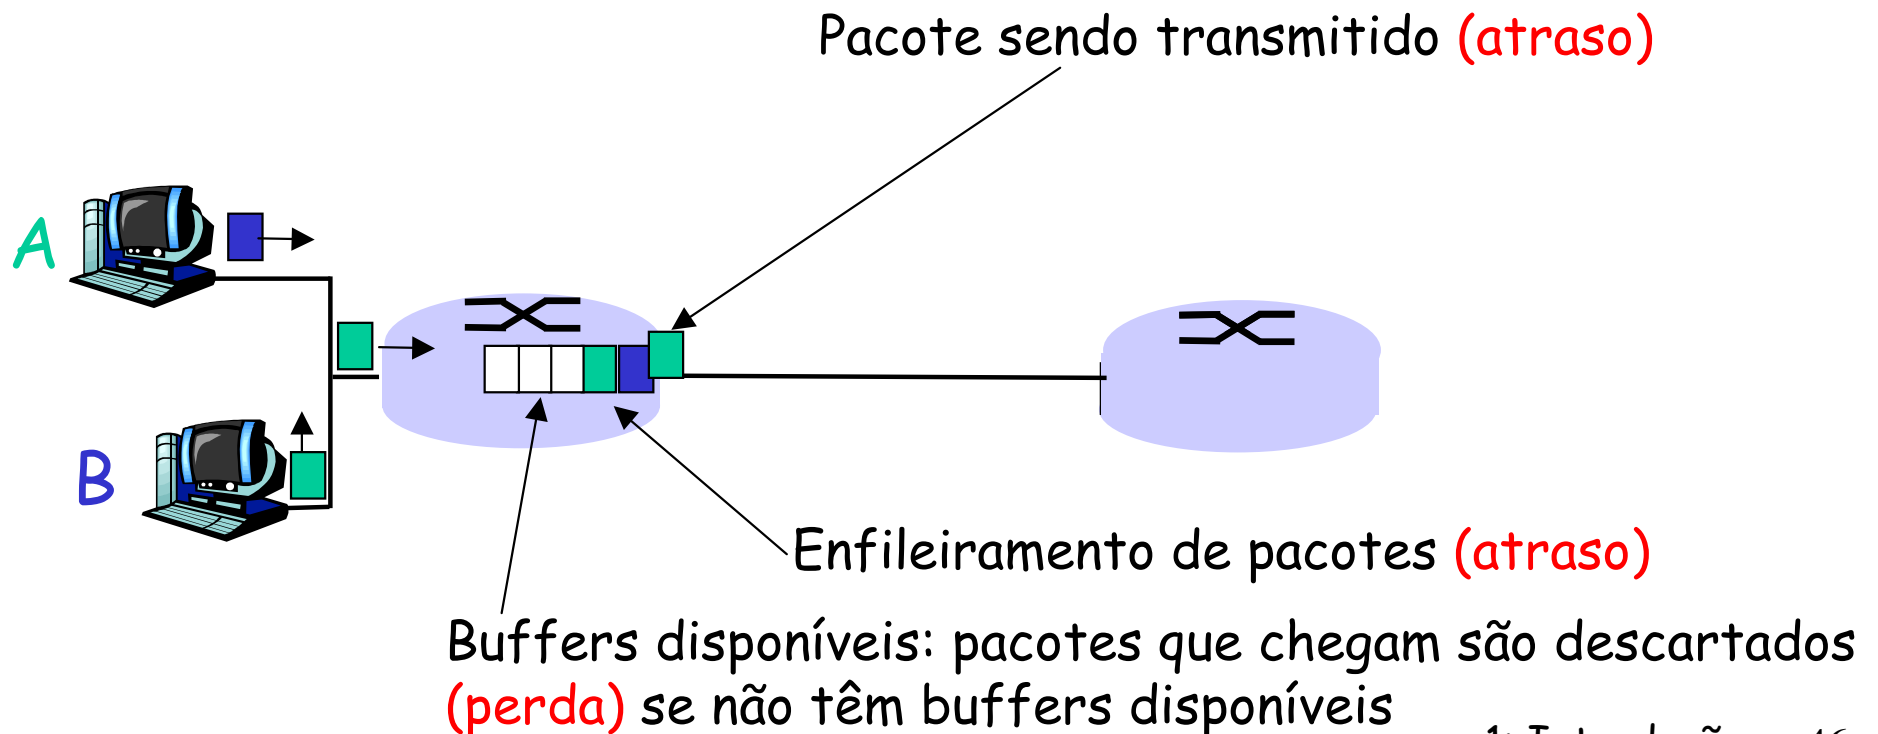 Pacote sendo transmitido (atraso)
A
B
Enfileiramento de pacotes (atraso)
Buffers disponíveis: pacotes que chegam são descartados
(perda) se não têm buffers disponíveis